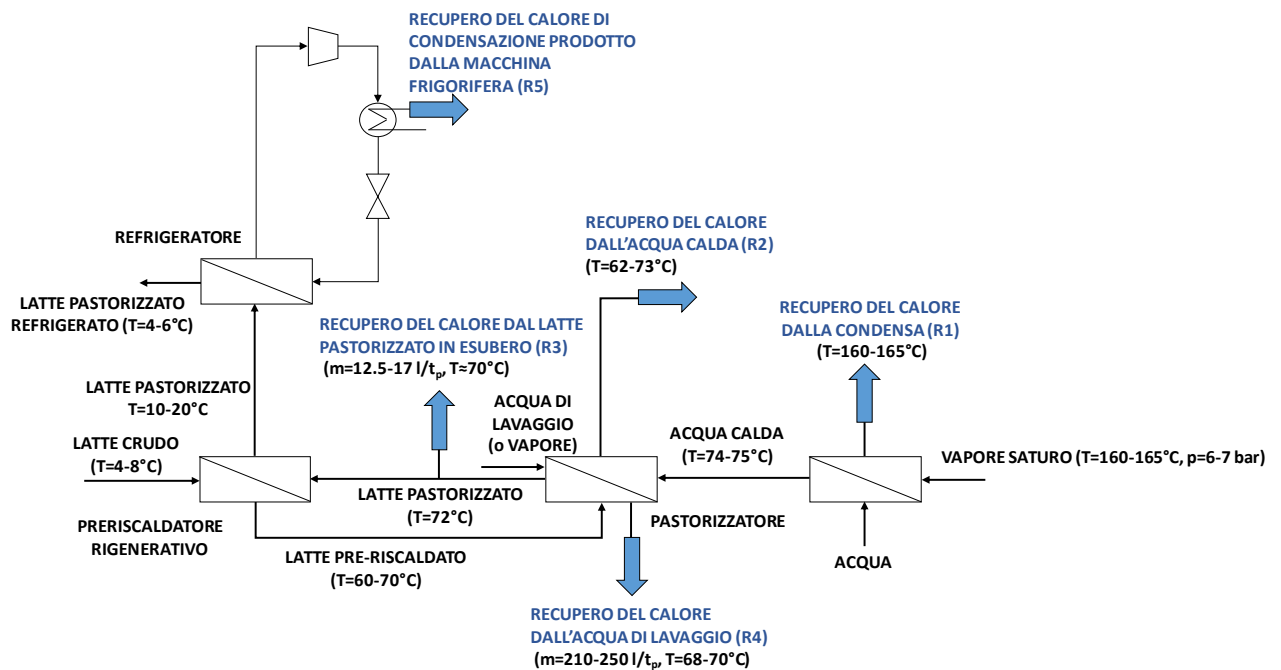 RECUPERO DEL CALORE DI
CONDENSAZIONE PRODOTTO
DALLA MACCHINA
FRIGORIFERA (R5)
RECUPERO DEL CALORE
DALL'ACQUA CALDA (R2)
(T=62-73°C)
REFRIGERATORE
LATTE PASTORIZZATO
REFRIGERATO (T=4-6°C)
RECUPERO DEL CALORE DAL LATTE
PASTORIZZATO IN ESUBERO (R3)
(m=12.5-17 l/tp, T≈70°C)
RECUPERO DEL CALORE
DALLA CONDENSA (R1)
(T=160-165°C)
LATTE PASTORIZZATO
T=10-20°C
ACQUA DI
LAVAGGIO
(o VAPORE)
LATTE CRUDO
(T=4-8°C)
ACQUA CALDA
(T=74-75°C)
VAPORE SATURO (T=160-165°C, p=6-7 bar)
LATTE PASTORIZZATO
(T=72°C)
PRERISCALDATORE
RIGENERATIVO
PASTORIZZATORE
LATTE PRE-RISCALDATO
(T=60-70°C)
ACQUA
RECUPERO DEL CALORE
DALL'ACQUA DI LAVAGGIO (R4)
(m=210-250 l/tp, T=68-70°C)